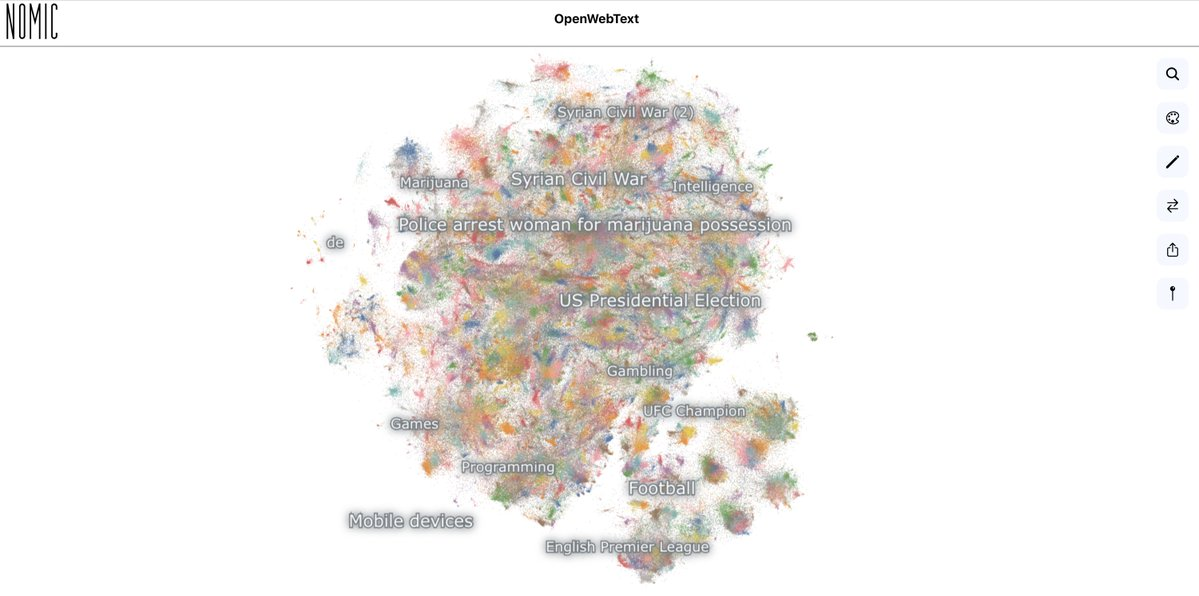 NOMIC
OpenWebText
Syrian Civil War (2)
Marijuana
Syrian Civil War
Intelligence
Police arrest woman for marijuana possession
de
US Presidential Election
Gambling
UFC Champion
Games
Programming
Football
Mobile devices
English Premier League